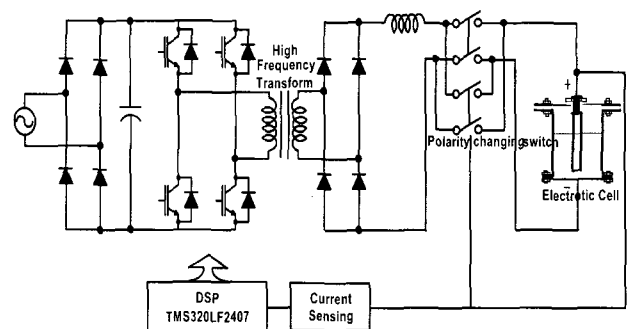 High
Frequency
Transform
+
Polarity changing switch
-
Electrotic Cell
DSP
TMS320LF2407
Current
Sensing